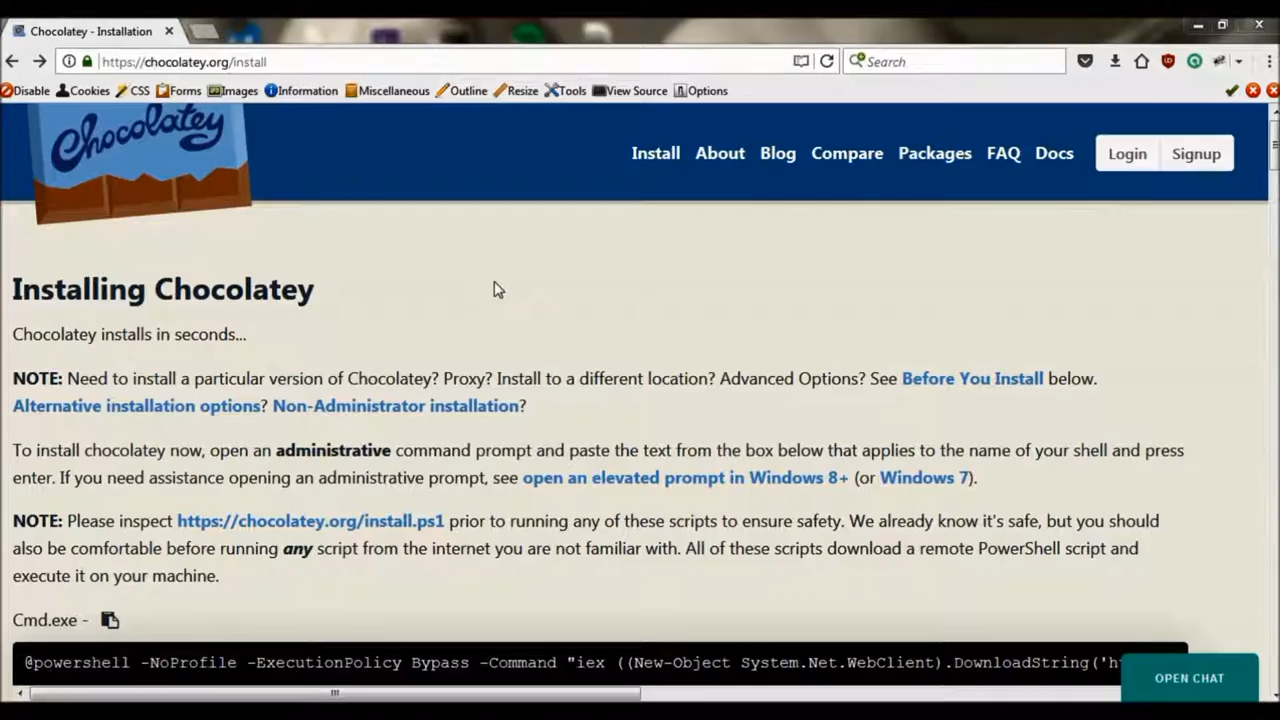 Chocolatey - Installation
https://chocolatey.org/install
Search
Disable Cookies CSS Forms Images Information Miscellaneous Outline Resize Tools View Source Options
Chocolatey
Install About Blog Compare Packages FAQ Docs Login Signup
Installing Chocolatey
Chocolatey installs in seconds...
NOTE: Need to install a particular version of Chocolatey? Proxy? Install to a different location? Advanced Options? See Before You Install below.
Alternative installation options? Non-Administrator installation?
To install chocolatey now, open an administrative command prompt and paste the text from the box below that applies to the name of your shell and press
enter. If you need assistance opening an administrative prompt, see open an elevated prompt in Windows 8+ (or Windows 7).
NOTE: Please inspect https://chocolatey.org/install.ps1 prior to running any of these scripts to ensure safety. We already know it's safe, but you should
also be comfortable before running any script from the internet you are not familiar with. All of these scripts download a remote PowerShell script and
execute it on your machine.
Cmd.exe -
@powershell -NoProfile -ExecutionPolicy Bypass -Command "iex ((New-Object System.Net.WebClient).DownloadString('h
OPEN CHAT